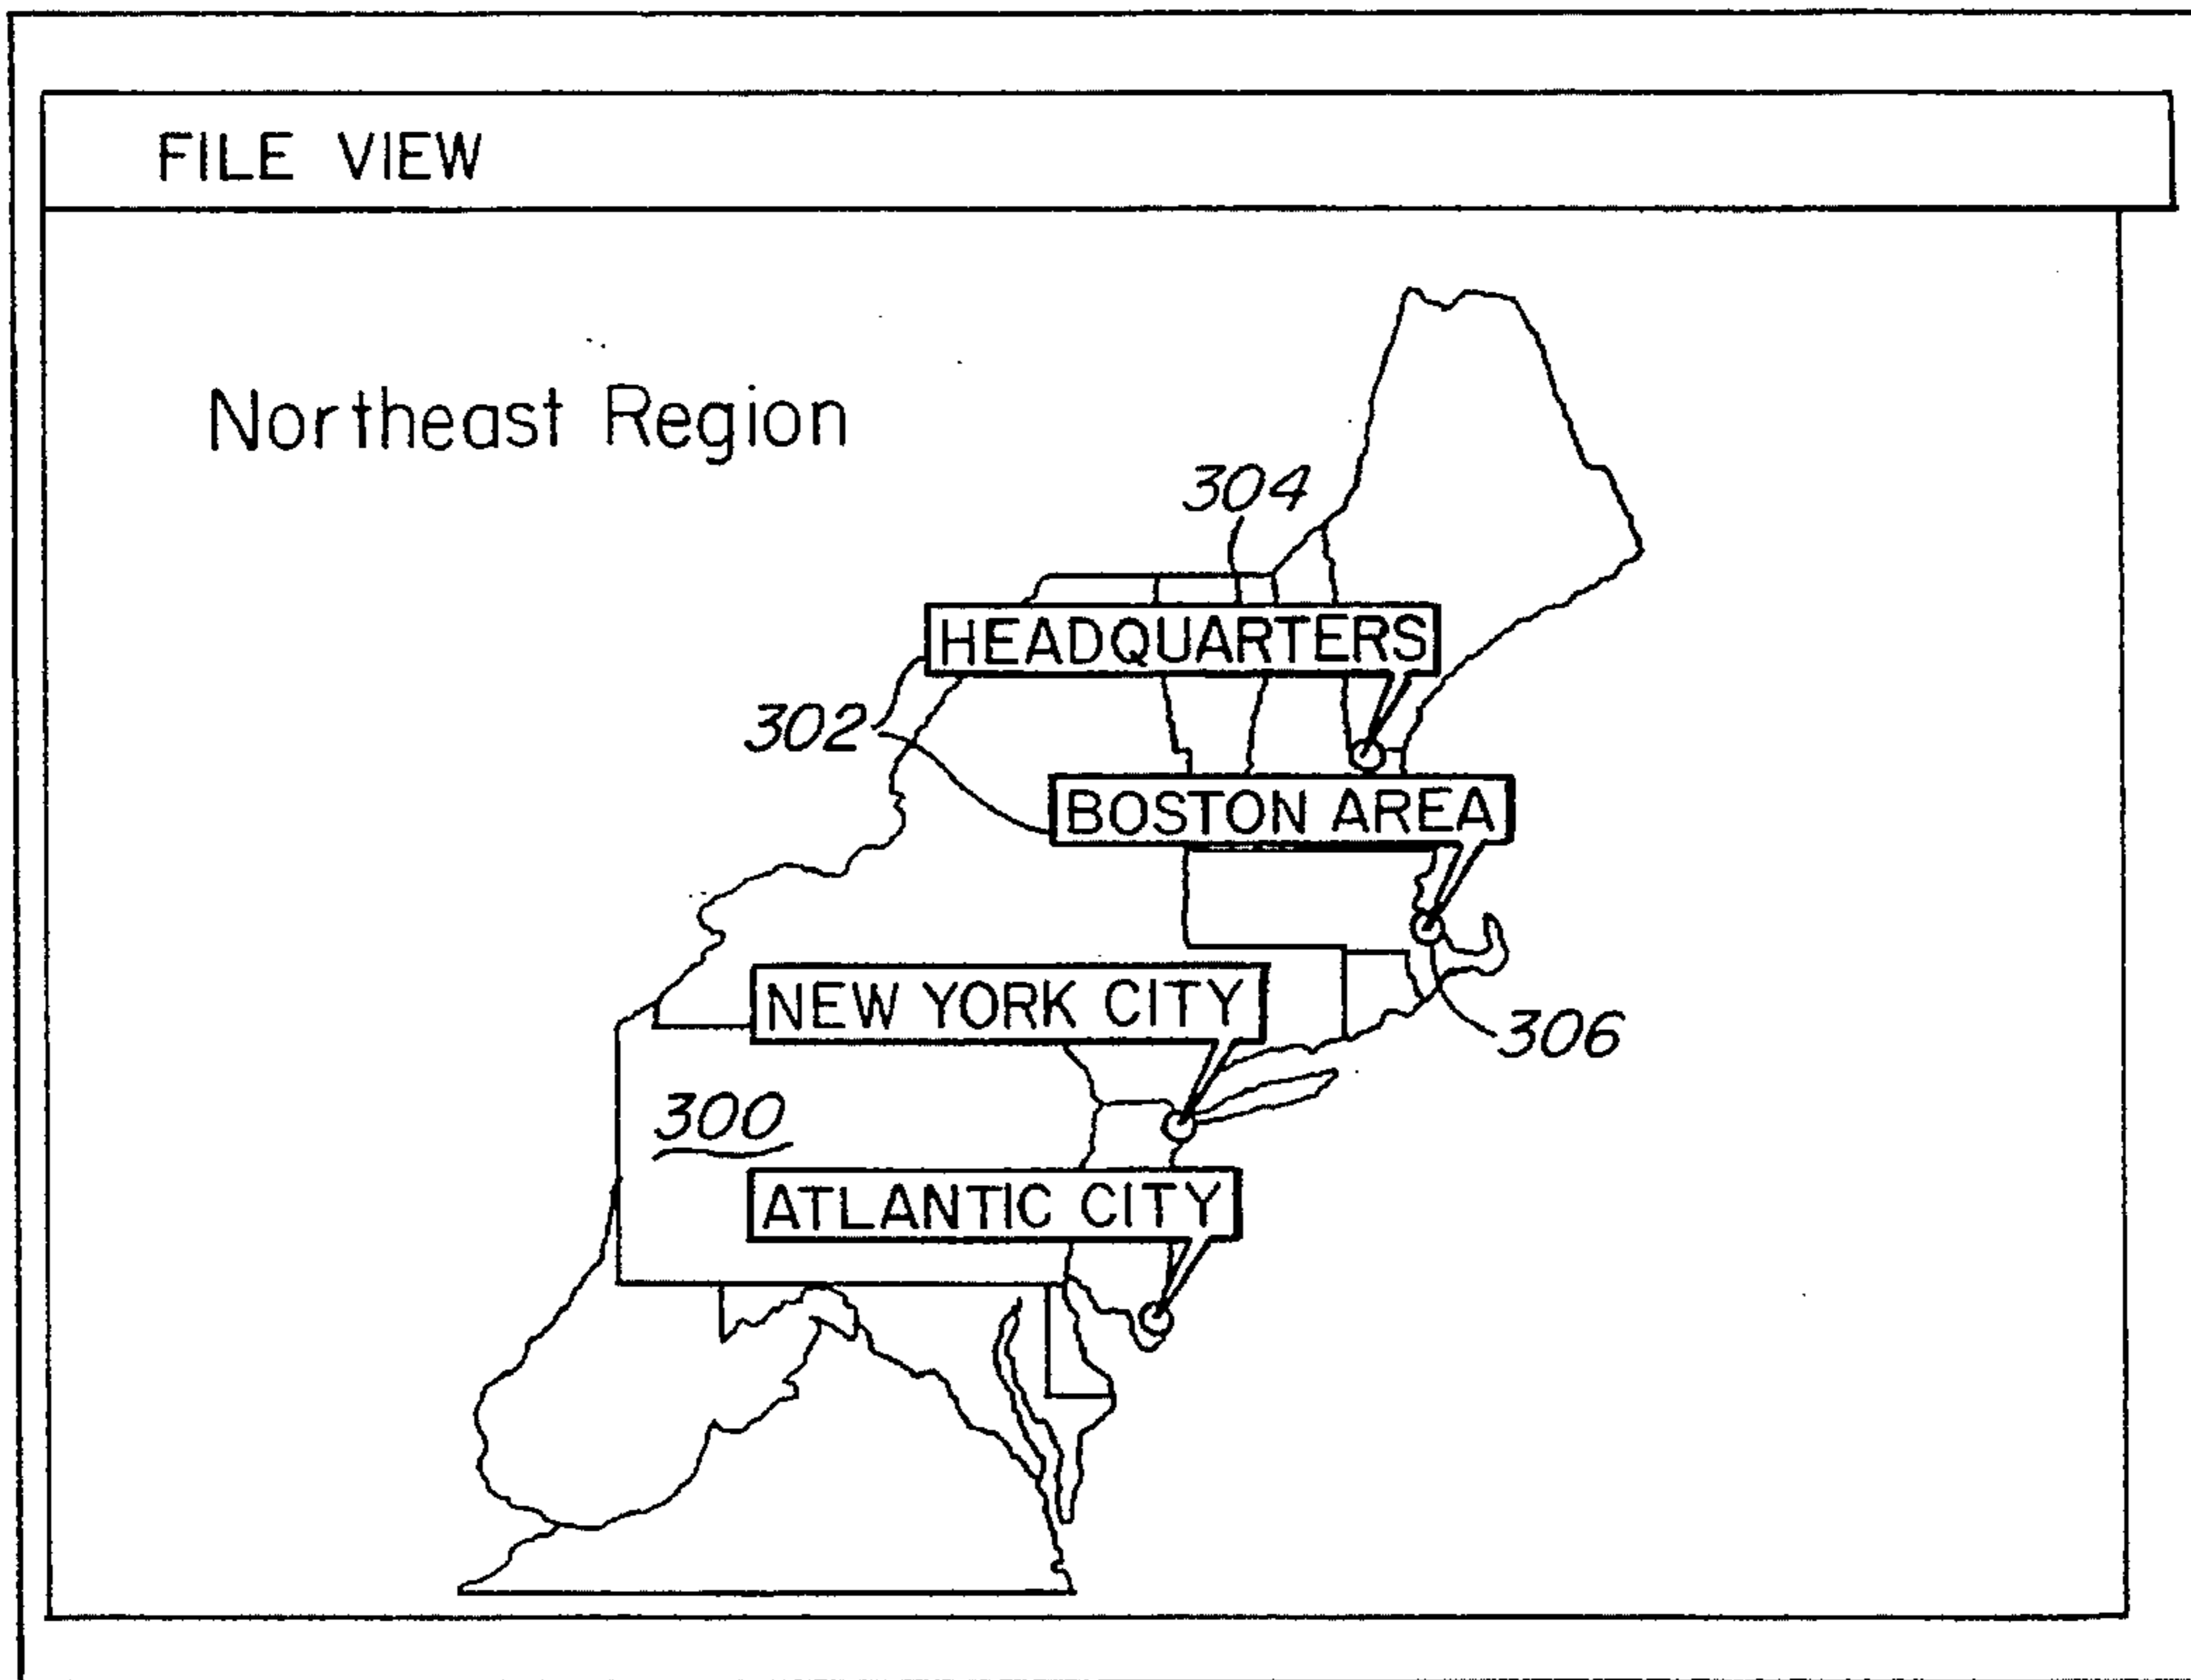 FILE VIEW
Northeast Region
304
HEADQUARTERS
302
BOSTON AREA
NEW YORK CITY
306
300
ATLANTIC CITY